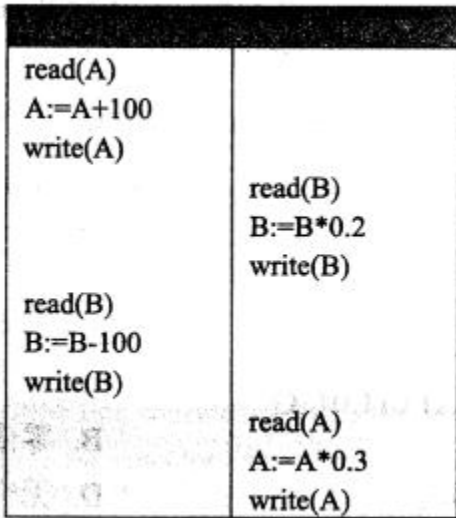 read(A)
A:=A+100
write(A)
read(B)
B:=B*0.2
write(B)
read(B)
B:=B-100
write(B)
read(A)
A:=A*0.3
write(A)